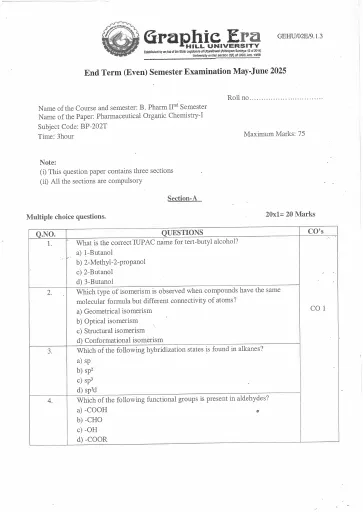 Graphic Era
HILL UNIVERSITY
GEHU/02E/9.1.3
End Term (Even) Semester Examination May-June 2025
Roll no..............................
Name of the Course and semester: B. Pharm IInd Semester
Name of the Paper: Pharmaceutical Organic Chemistry-I
Subject Code: BP-202T
Time: 3hour
Maximum Marks: 75
Note:
(i) This question paper contains three sections
(ii) All the sections are compulsory
Section-A
Multiple choice questions.
20x1= 20 Marks
Q.NO. QUESTIONS CO's
1. What is the correct IUPAC name for tert-butyl alcohol?
a) 1-Butanol
b) 2-Methyl-2-propanol
c) 2-Butanol
d) 3-Butanol
2. Which type of isomerism is observed when compounds have the same
molecular formula but different connectivity of atoms?
a) Geometrical isomerism
b) Optical isomerism
c) Structural isomerism
d) Conformational isomerism
CO 1
3. Which of the following hybridization states is found in alkanes?
a) sp
b) sp²
c) sp³
d) sp³d
4. Which of the following functional groups is present in aldehydes?
a) -COOH
b) -CHO
c) -OH
d) -COOR